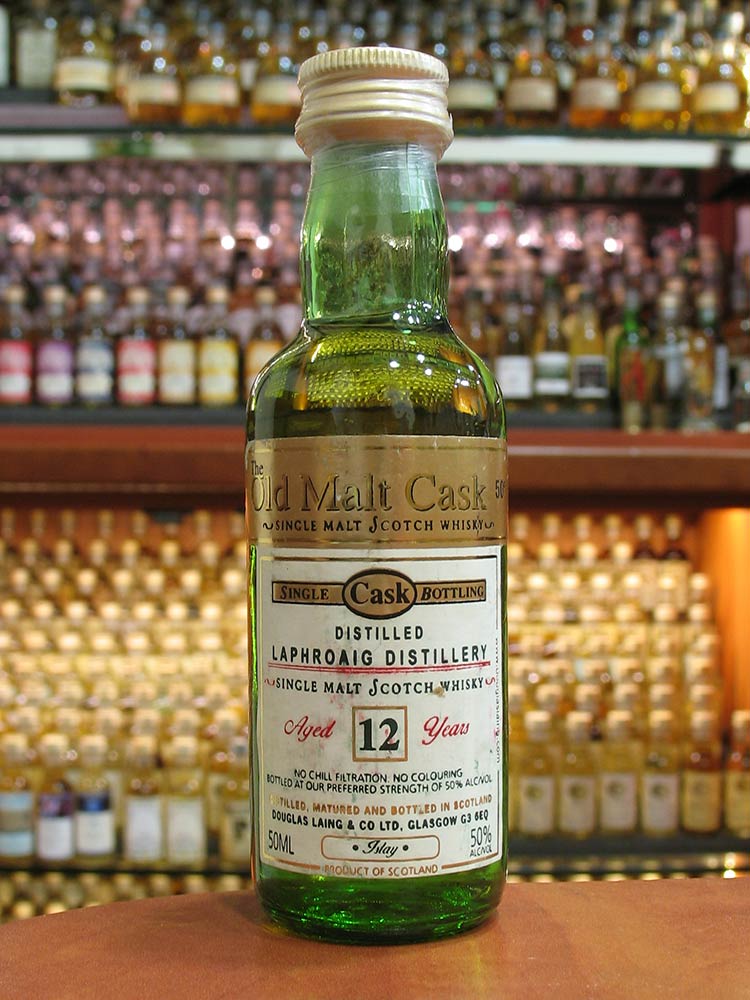 The
Old Malt Cask 50°
SINGLE MALT SCOTCH WHISKY
SINGLE Cask BOTTLING
DISTILLED
LAPHROAIG DISTILLERY
SINGLE MALT SCOTCH WHISKY
Aged 12 Years
NO CHILL FILTRATION. NO COLOURING
BOTTLED AT OUR PREFERRED STRENGTH OF 50% ALC/VOL
DISTILLED, MATURED AND BOTTLED IN SCOTLAND
DOUGLAS LAING & CO LTD, GLASGOW G3 6EQ
50ML • Islay • 50%
ALC/VOL
PRODUCT OF SCOTLAND